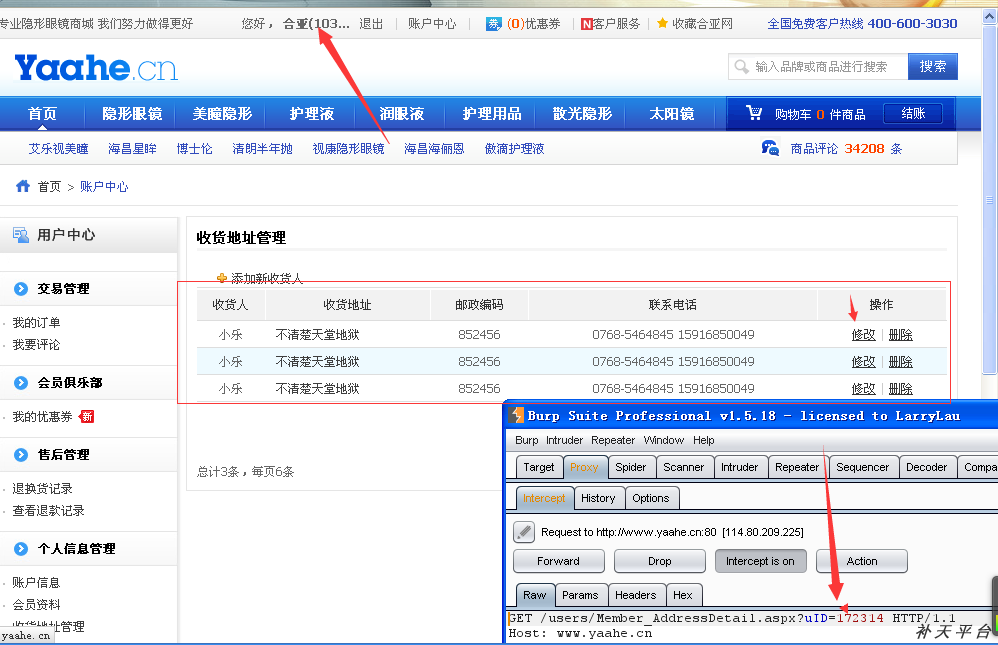 专业隐形眼镜商城 我们努力做得更好
您好， 合亚(103... 退出 账户中心 券 (0)优惠券 N客户服务 收藏合亚网 全国免费客户热线 400-600-3030
Yaahe.cn
输入品牌或商品进行搜索 搜索
首页 隐形眼镜 美瞳隐形 护理液 润眼液 护理用品 散光隐形 太阳镜 购物车 0 件商品 结账
艾乐视美瞳 海昌星眸 博士伦 清朗半年抛 视康隐形眼镜 海昌海俪恩 傲滴护理液 商品评论 34208 条
首页 > 账户中心
用户中心
交易管理
· 我的订单
· 我要评论
会员俱乐部
· 我的优惠券 新
售后管理
· 退换货记录
· 查看退款记录
个人信息管理
· 账户信息
· 会员资料
收货地址管理
yaahe.cn
收货地址管理
添加新收货人
收货人 收货地址 邮政编码 联系电话 操作
小乐 不清楚天堂地狱 852456 0768-5464845 15916850049 修改 | 删除
小乐 不清楚天堂地狱 852456 0768-5464845 15916850049 修改 | 删除
小乐 不清楚天堂地狱 852456 0768-5464845 15916850049 修改 | 删除
总计3条，每页6条
Burp Suite Professional v1.5.18 - licensed to LarryLau
Burp Intruder Repeater Window Help
Target Proxy Spider Scanner Intruder Repeater Sequencer Decoder Compa
Intercept History Options
Request to http://www.yaahe.cn:80 [114.80.209.225]
Forward Drop Intercept is on Action
Raw Params Headers Hex
GET /users/Member_AddressDetail.aspx?uID=172314 HTTP/1.1
Host: www.yaahe.cn
补天平台